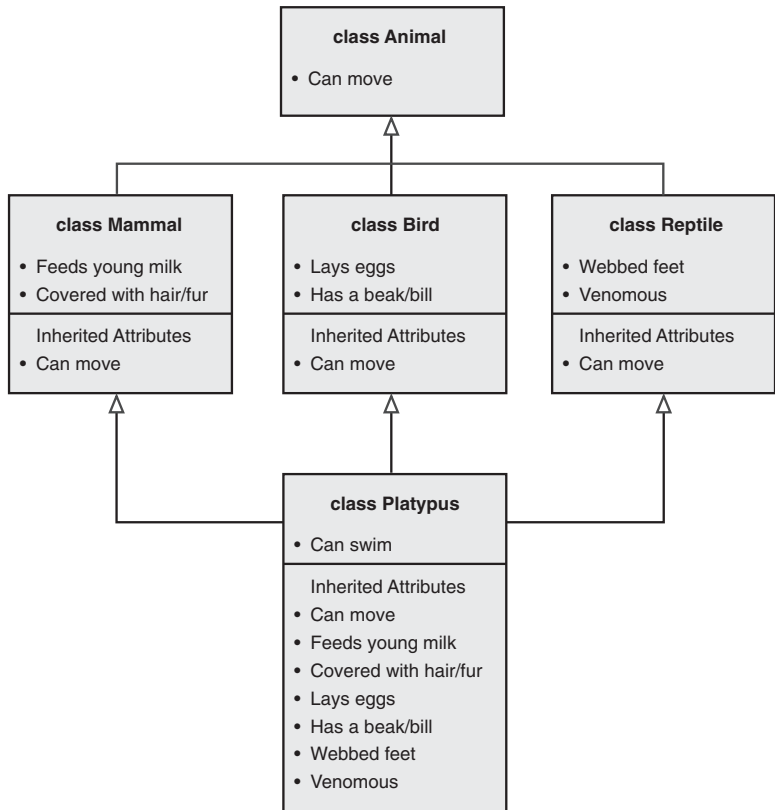 class Animal
• Can move
class Mammal
• Feeds young milk
• Covered with hair/fur
Inherited Attributes
• Can move
class Bird
• Lays eggs
• Has a beak/bill
Inherited Attributes
• Can move
class Reptile
• Webbed feet
• Venomous
Inherited Attributes
• Can move
class Platypus
• Can swim
Inherited Attributes
• Can move
• Feeds young milk
• Covered with hair/fur
• Lays eggs
• Has a beak/bill
• Webbed feet
• Venomous